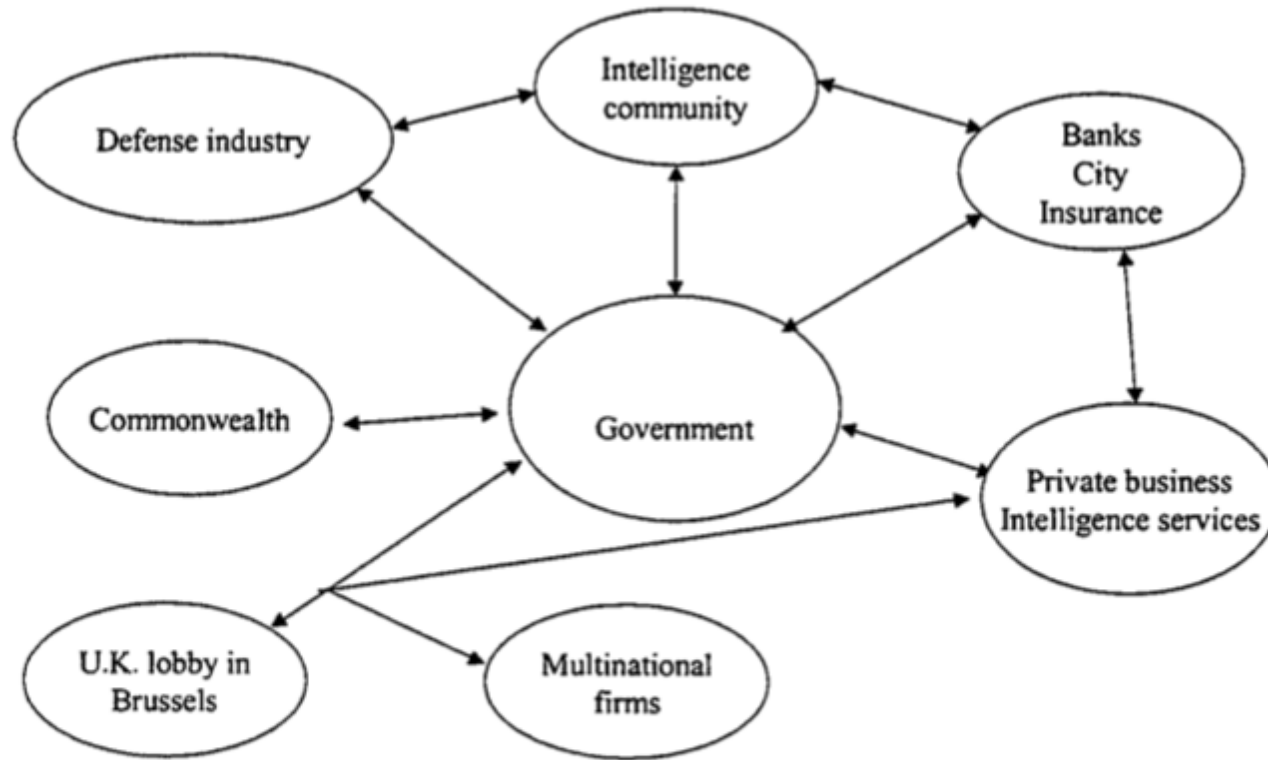 Intelligence
community
Defense industry
Banks
City
Insurance
Commonwealth
Government
Private business
Intelligence services
U.K. lobby in
Brussels
Multinational
firms